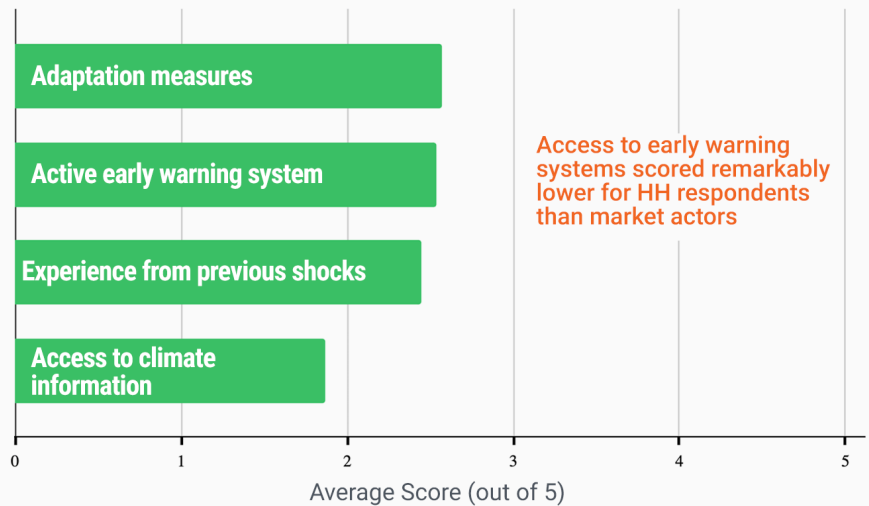 Adaptation measures
Active early warning system
Access to early warning
systems scored remarkably
lower for HH respondents
than market actors
Experience from previous shocks
Access to climate
information
0 1 2 3 4 5
Average Score (out of 5)